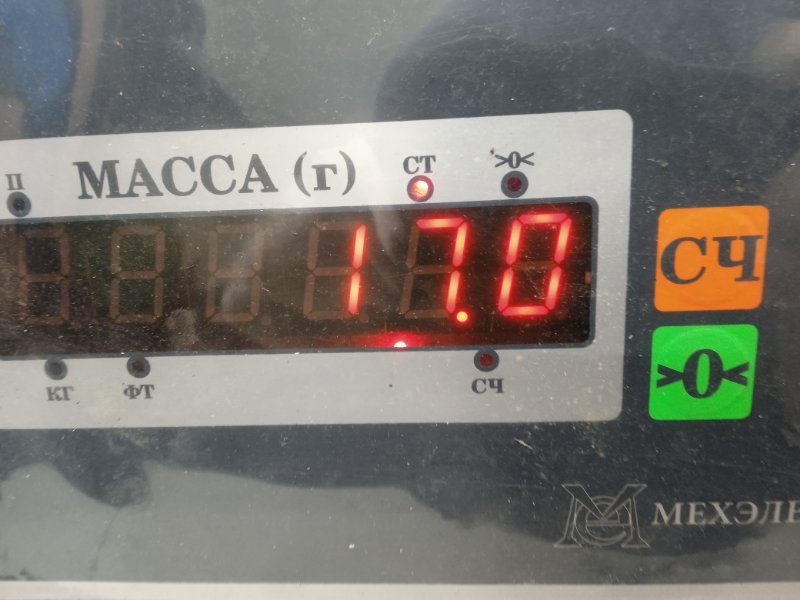 П МАССА (г) СТ >0<
17.0
КГ ФТ СЧ
СЧ
>0<
МЕХЭЛЕ